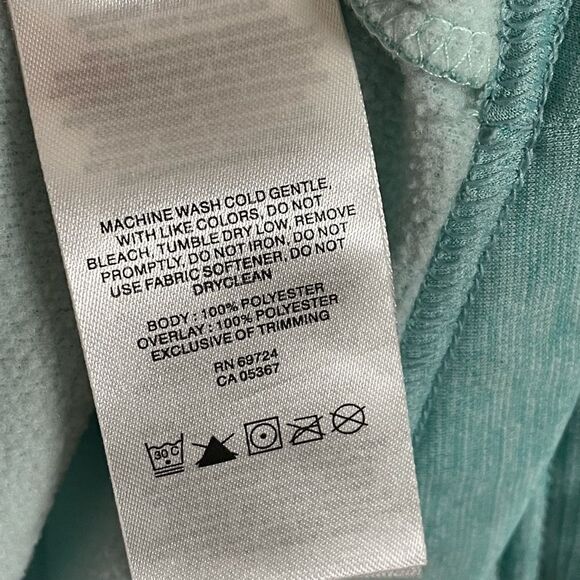 MACHINE WASH COLD GENTLE,
WITH LIKE COLORS, DO NOT
BLEACH, TUMBLE DRY LOW, REMOVE
PROMPTLY, DO NOT IRON, DO NOT
USE FABRIC SOFTENER, DO NOT
DRYCLEAN
BODY : 100% POLYESTER
OVERLAY : 100% POLYESTER
EXCLUSIVE OF TRIMMING
RN 69724
CA 05367
30 C